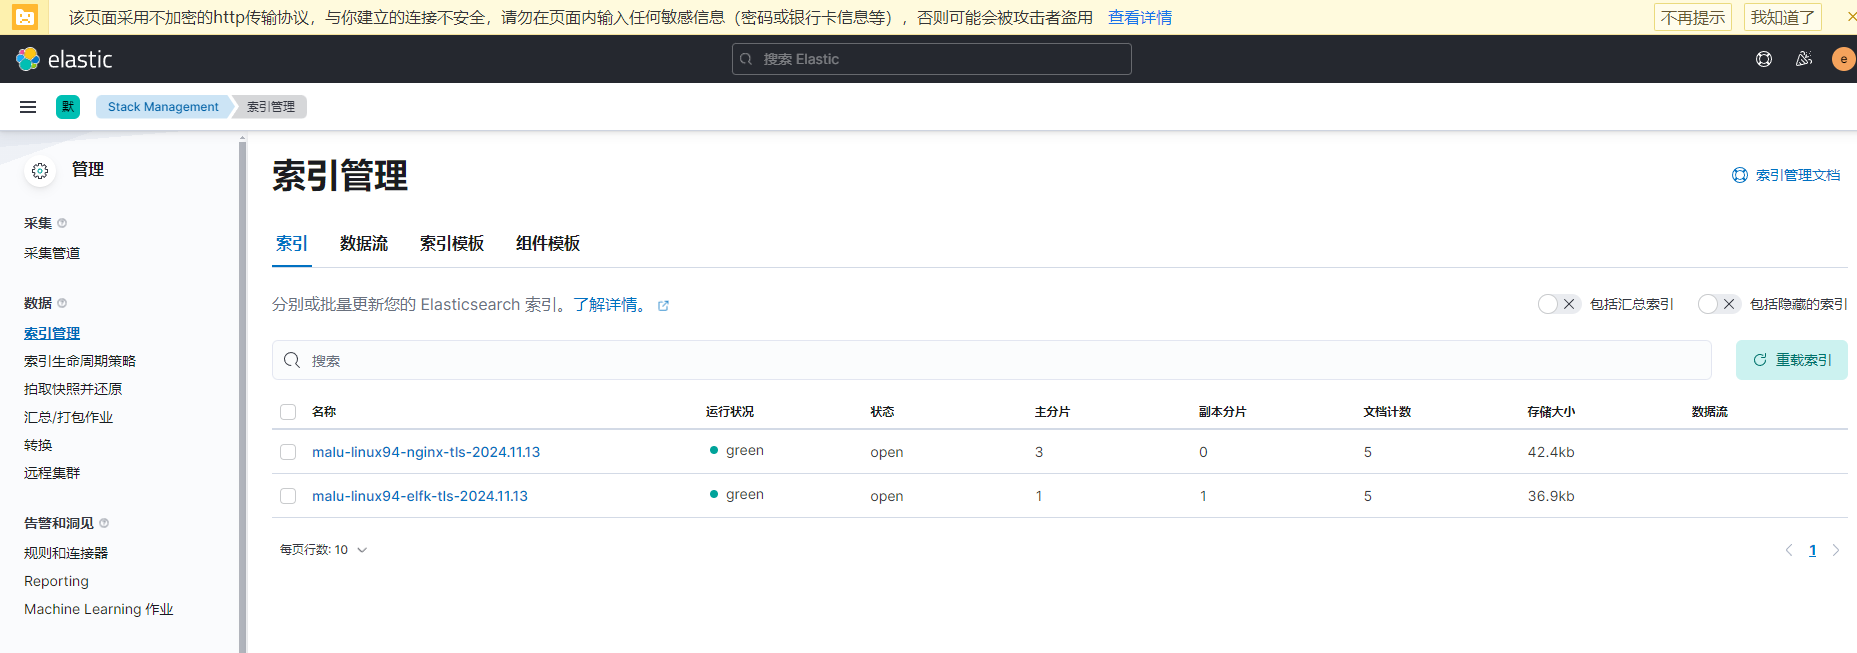 该页面采用不加密的http传输协议，与你建立的连接不安全，请勿在页面内输入任何敏感信息（密码或银行卡信息等），否则可能会被攻击者盗用 查看详情 不再提示 我知道了
elastic 搜索 Elastic e
默 Stack Management 索引管理
管理
采集
采集管道
数据
索引管理
索引生命周期策略
拍取快照并还原
汇总/打包作业
转换
远程集群
告警和洞见
规则和连接器
Reporting
Machine Learning 作业
索引管理
索引管理文档
索引 数据流 索引模板 组件模板
分别或批量更新您的 Elasticsearch 索引。了解详情。 包括汇总索引 包括隐藏的索引
搜索 重载索引
名称 运行状况 状态 主分片 副本分片 文档计数 存储大小 数据流
malu-linux94-nginx-tls-2024.11.13 green open 3 0 5 42.4kb
malu-linux94-elfk-tls-2024.11.13 green open 1 1 5 36.9kb
每页行数: 10 1